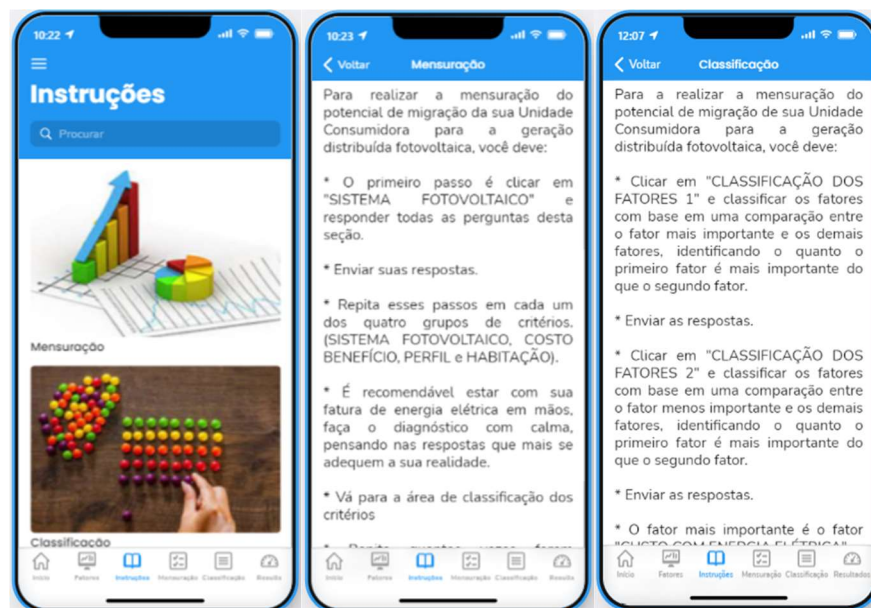 10:22
Instruções
Procurar
Mensuração
Classificação
Início Fatores Instruções Mensuração Classificação Resulta
10:23
Voltar Mensuração
Para realizar a mensuração do
potencial de migração da sua Unidade
Consumidora para a geração
distribuída fotovoltaica, você deve:
* O primeiro passo é clicar em
"SISTEMA FOTOVOLTAICO" e
responder todas as perguntas desta
seção.
* Enviar suas respostas.
* Repita esses passos em cada um
dos quatro grupos de critérios.
(SISTEMA FOTOVOLTAICO, COSTO
BENEFÍCIO, PERFIL e HABITAÇÃO).
* É recomendável estar com sua
fatura de energia elétrica em mãos,
faça o diagnóstico com calma,
pensando nas respostas que mais se
adequem a sua realidade.
* Vá para a área de classificação dos
critérios
Início Fatores Instruções Mensuração Classificação Resulta
12:07
Voltar Classificação
Para a realizar a mensuração do
potencial de migração de sua Unidade
Consumidora para a geração
distribuída fotovoltaica, você deve:
* Clicar em "CLASSIFICAÇÃO DOS
FATORES 1" e classificar os fatores
com base em uma comparação entre
o fator mais importante e os demais
fatores, identificando o quanto o
primeiro fator é mais importante do
que o segundo fator.
* Enviar as respostas.
* Clicar em "CLASSIFICAÇÃO DOS
FATORES 2" e classificar os fatores
com base em uma comparação entre
o fator menos importante e os demais
fatores, identificando o quanto o
primeiro fator é mais importante do
que o segundo fator.
* Enviar as respostas.
* O fator mais importante é o fator
"CUSTO COM ENERGIA ELÉTRICA"
Início Fatores Instruções Mensuração Classificação Resultados